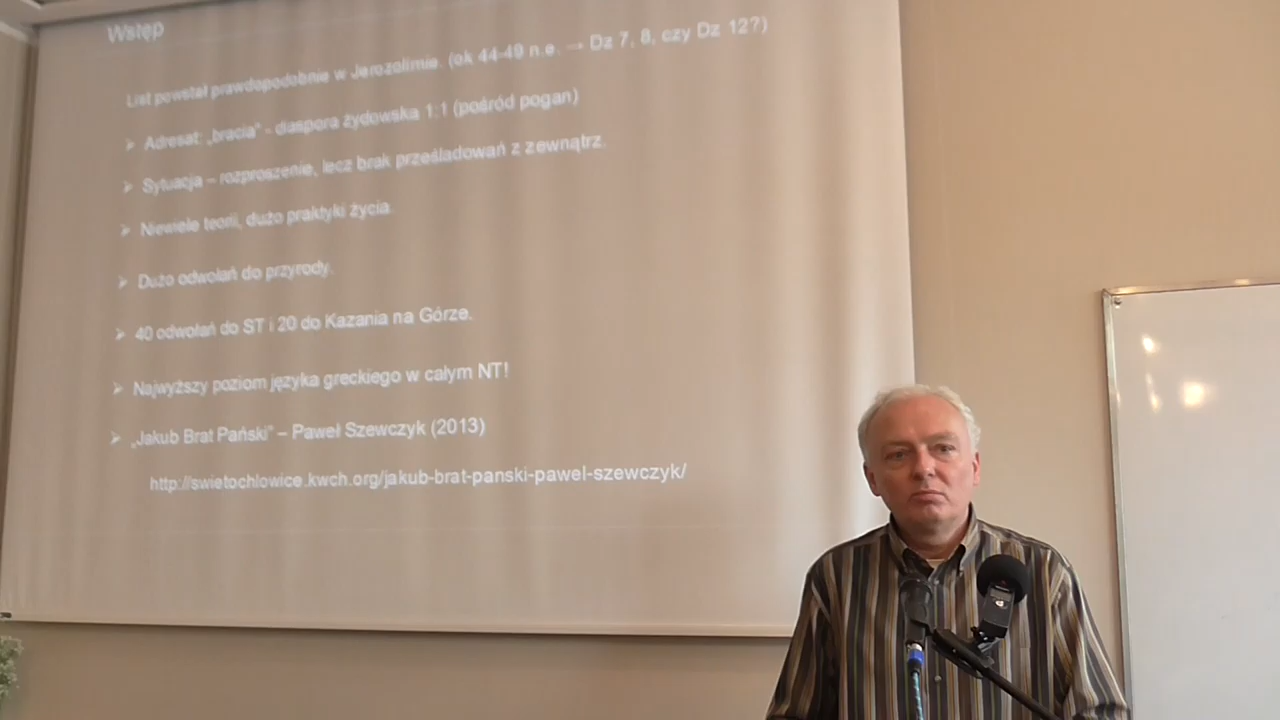 Wstęp
List powstał prawdopodobnie w Jerozolimie. (ok 44-49 n.e. → Dz 7, 8, czy Dz 12?)
➢ Adresat: „bracia" - diaspora żydowska 1:1 (pośród pogan)
➢ Sytuacja – rozproszenie, lecz brak prześladowań z zewnątrz.
➢ Niewiele teorii, dużo praktyki życia.
➢ Dużo odwołań do przyrody.
➢ 40 odwołań do ST i 20 do Kazania na Górze.
➢ Najwyższy poziom języka greckiego w całym NT!
➢ „Jakub Brat Pański" – Paweł Szewczyk (2013)
http://swietochlowice.kwch.org/jakub-brat-panski-pawel-szewczyk/